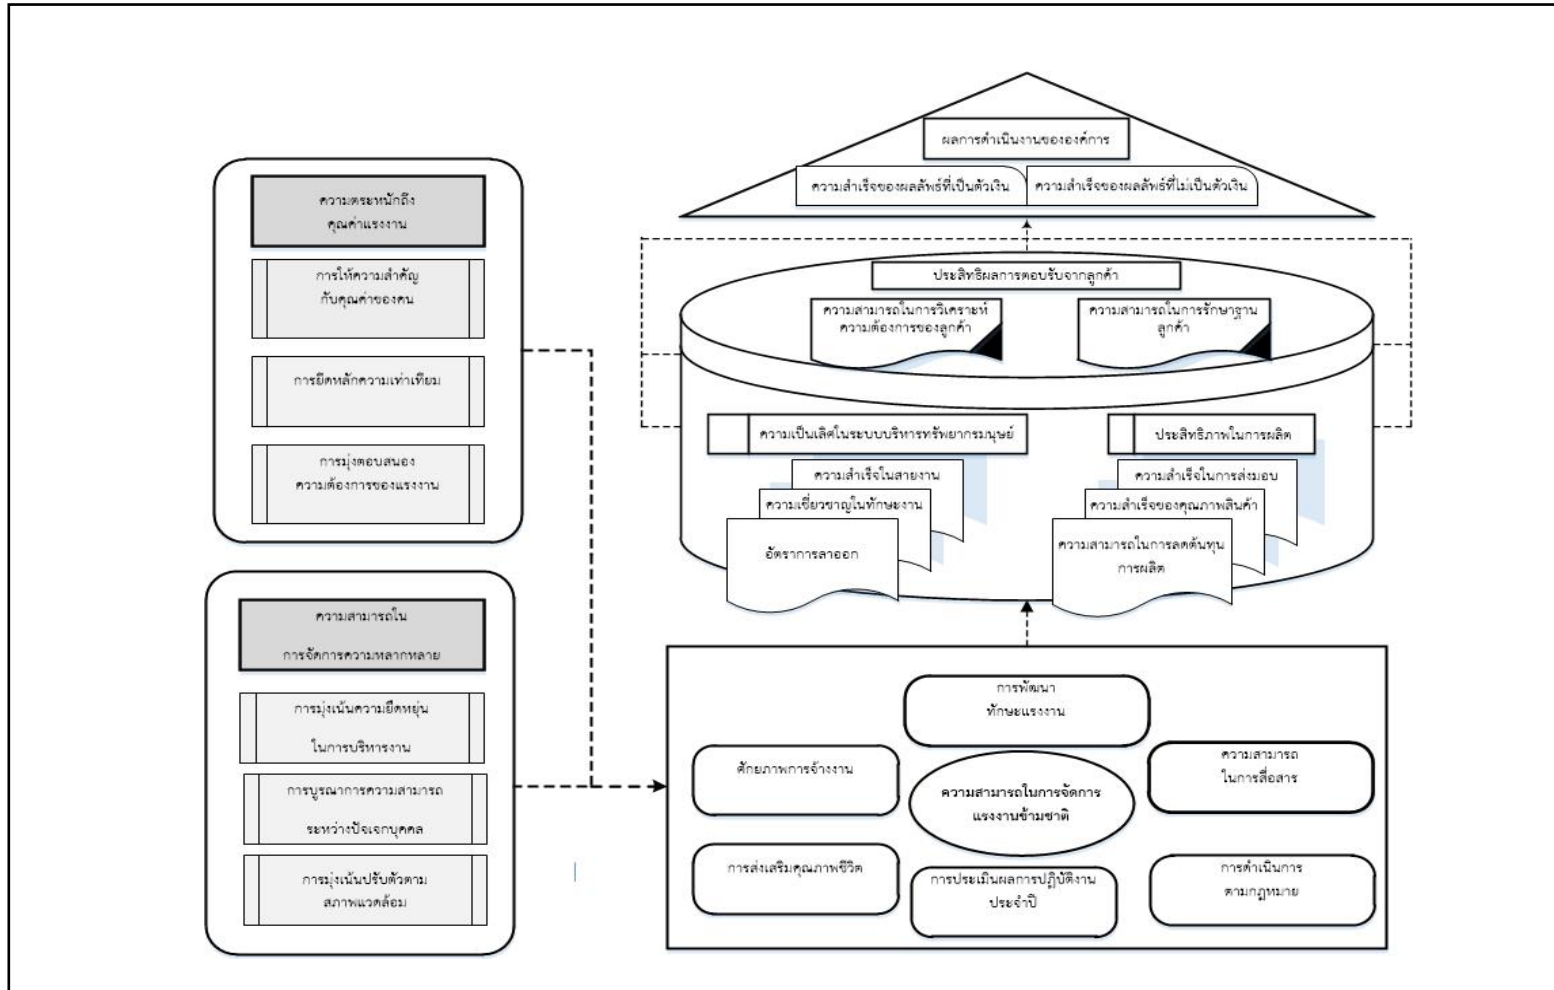 ผลการดำเนินงานขององค์การ
ความสำเร็จของผลลัพธ์ที่เป็นตัวเงิน
ความสำเร็จของผลลัพธ์ที่ไม่เป็นตัวเงิน
ความตระหนักถึง
คุณค่าแรงงาน
การให้ความสำคัญ
กับคุณค่าของคน
การยึดหลักความเท่าเทียม
การมุ่งตอบสนอง
ความต้องการของแรงงาน
ประสิทธิผลการตอบรับจากลูกค้า
ความสามารถในการวิเคราะห์
ความต้องการของลูกค้า
ความสามารถในการรักษาฐาน
ลูกค้า
ความเป็นเลิศในระบบบริหารทรัพยากรมนุษย์
ความสำเร็จในสายงาน
ความเชี่ยวชาญในทักษะงาน
อัตราการลาออก
ประสิทธิภาพในการผลิต
ความสำเร็จในการส่งมอบ
ความสำเร็จของคุณภาพสินค้า
ความสามารถในการลดต้นทุน
การผลิต
ความสามารถใน
การจัดการความหลากหลาย
การมุ่งเน้นความยืดหยุ่น
ในการบริหารงาน
การบูรณาการความสามารถ
ระหว่างปัจเจกบุคคล
การมุ่งเน้นปรับตัวตาม
สภาพแวดล้อม
การพัฒนา
ทักษะแรงงาน
ศักยภาพการจ้างงาน
ความสามารถ
ในการสื่อสาร
ความสามารถในการจัดการ
แรงงานข้ามชาติ
การส่งเสริมคุณภาพชีวิต
การประเมินผลการปฏิบัติงาน
ประจำปี
การดำเนินการ
ตามกฎหมาย